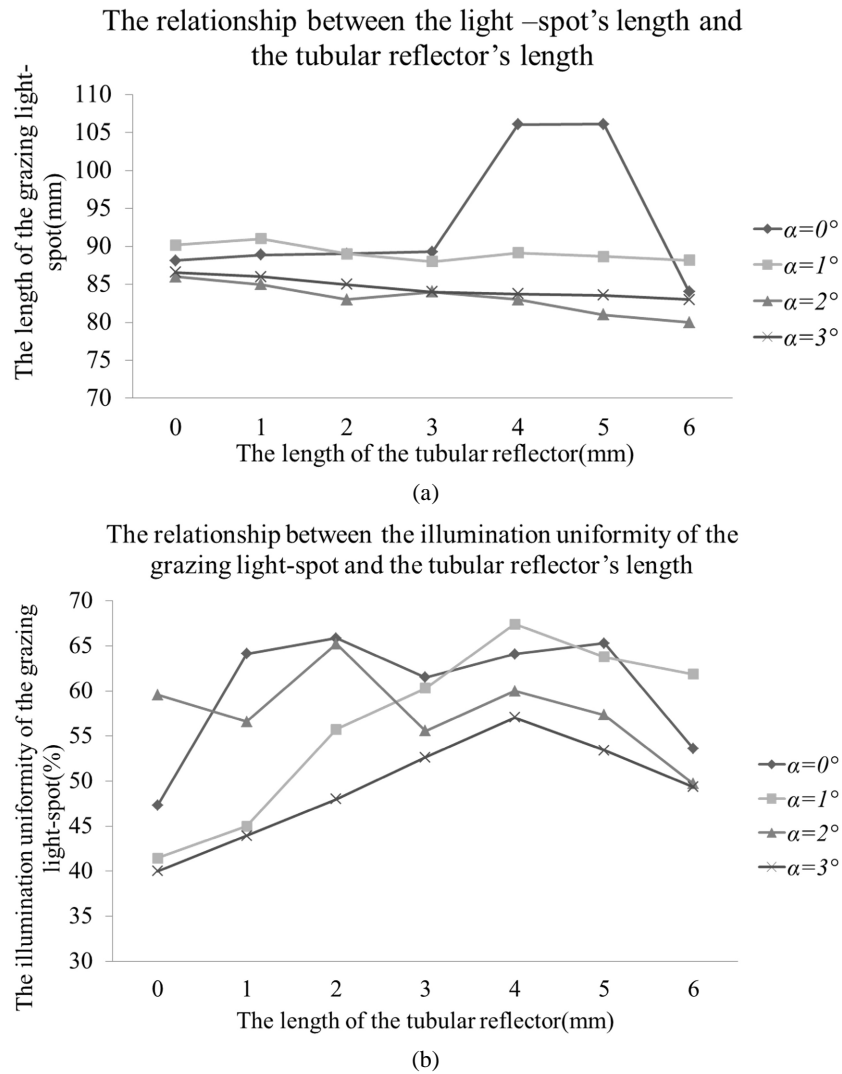 The relationship between the light –spot's length and
the tubular reflector's length
The length of the grazing light-
spot(mm)
110
105
100
95
90
85
80
75
70
0 1 2 3 4 5 6
The length of the tubular reflector(mm)
α=0°
α=1°
α=2°
α=3°
(a)
The relationship between the illumination uniformity of the
grazing light-spot and the tubular reflector's length
The illumination uniformity of the grazing
light-spot(%)
70
65
60
55
50
45
40
35
30
0 1 2 3 4 5 6
The length of the tubular reflector(mm)
α=0°
α=1°
α=2°
α=3°
(b)